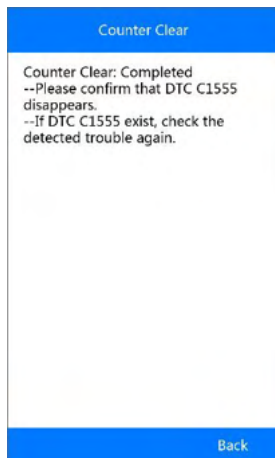 Counter Clear
Counter Clear: Completed
--Please confirm that DTC C1555
disappears.
--If DTC C1555 exist, check the
detected trouble again.
Back